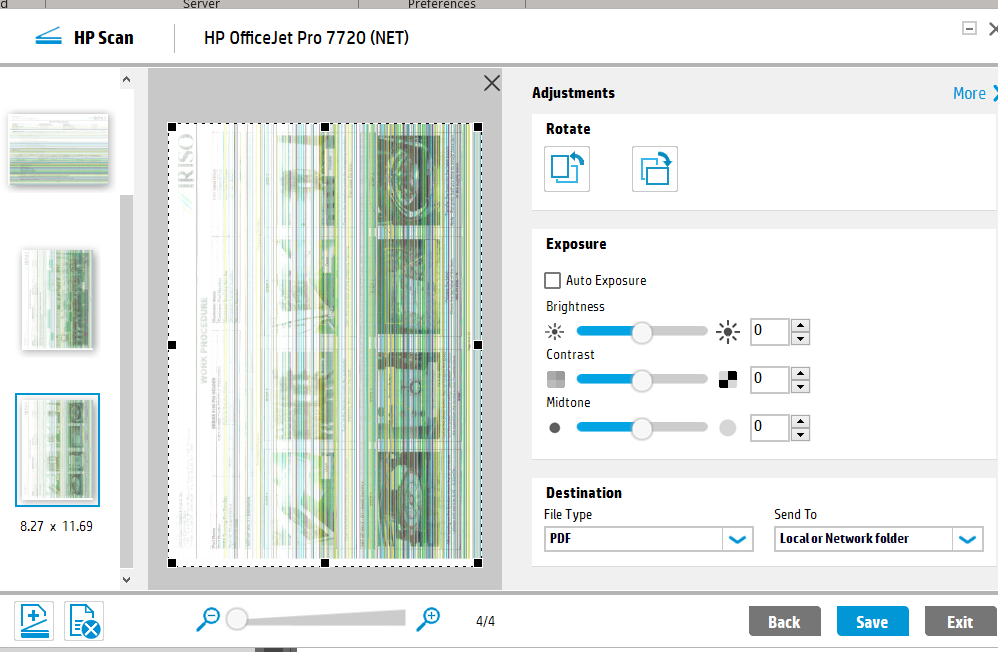 d
Server
Preferences
HP Scan
HP OfficeJet Pro 7720 (NET)
Adjustments
More
Rotate
Exposure
Auto Exposure
Brightness
0
Contrast
0
Midtone
0
Destination
File Type
Send To
PDF
Local or Network folder
IRISO
WORK PROCEDURE
8.27 x 11.69
4/4
Back
Save
Exit